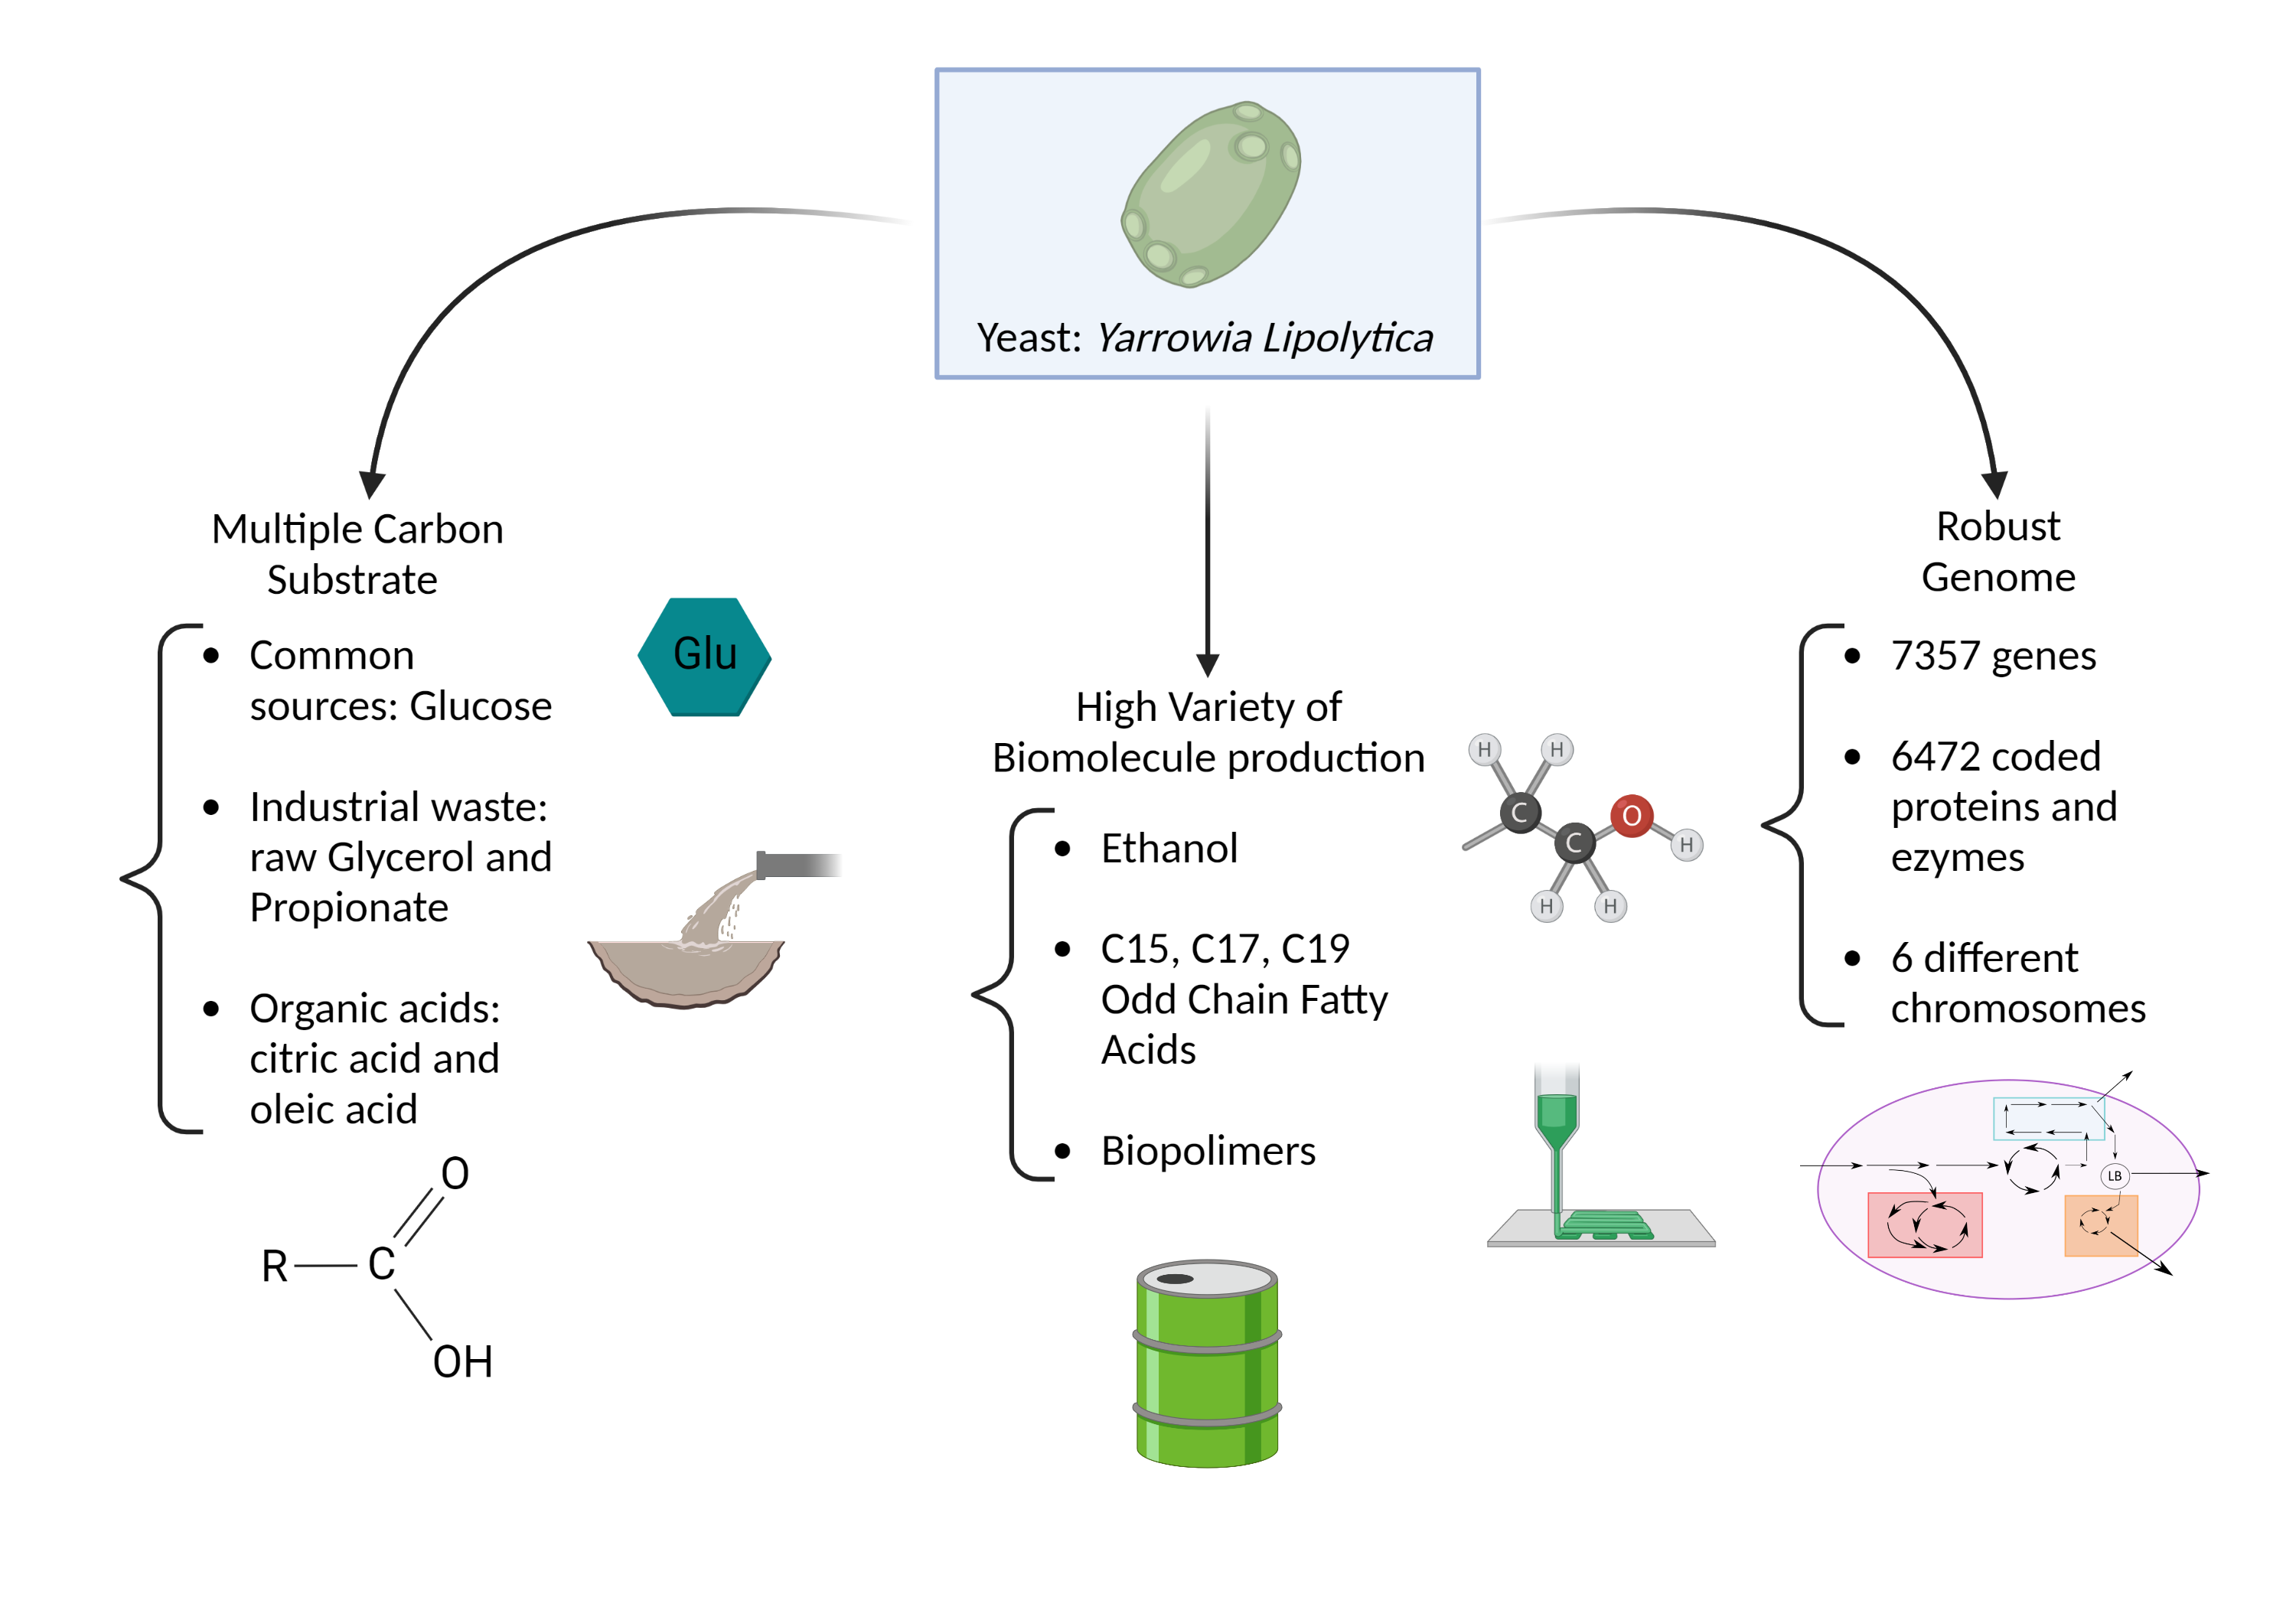 Yeast: Yarrowia Lipolytica
Multiple Carbon
Substrate
• Common
sources: Glucose
• Industrial waste:
raw Glycerol and
Propionate
• Organic acids:
citric acid and
oleic acid
Glu
O
R
C
OH
High Variety of
Biomolecule production
• Ethanol
• C15, C17, C19
Odd Chain Fatty
Acids
• Biopolimers
H
H
C
C
O
H
H
H
Robust
Genome
• 7357 genes
• 6472 coded
proteins and
ezymes
• 6 different
chromosomes
LB